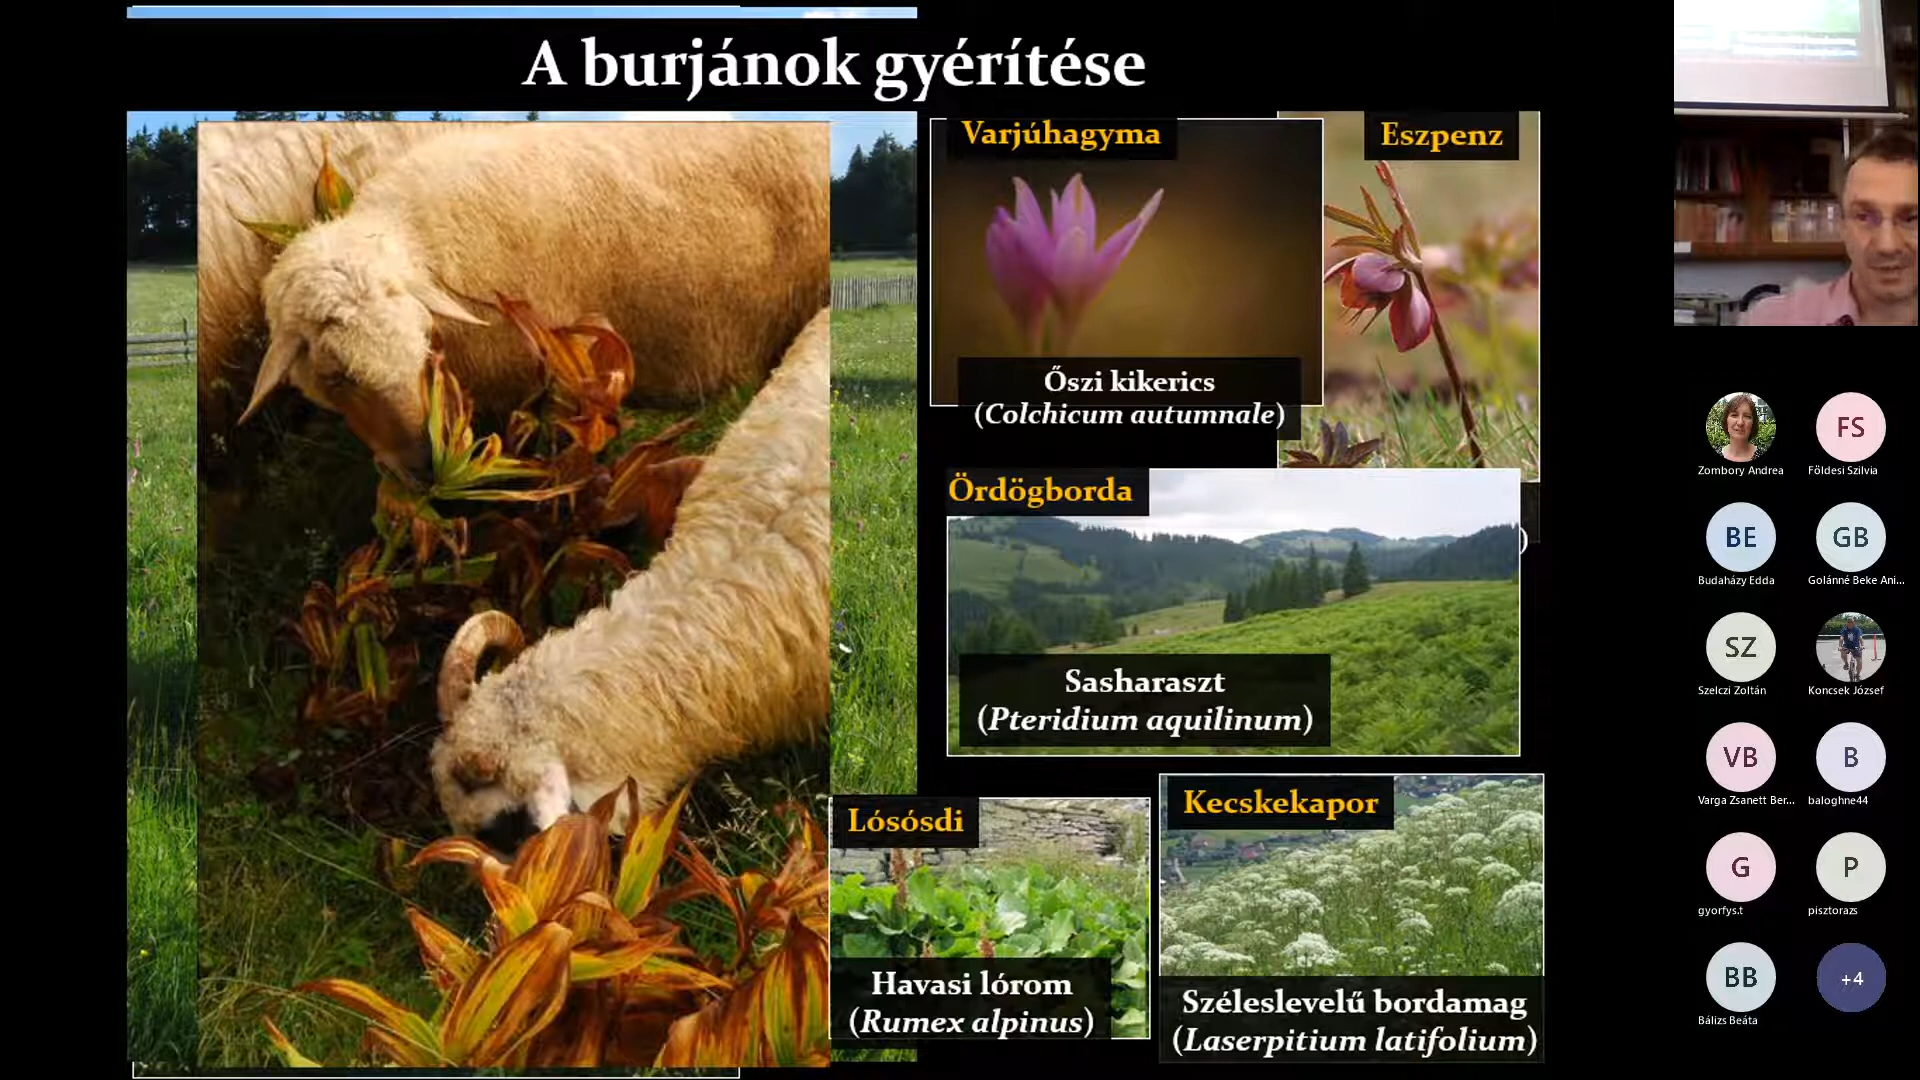 A burjánok gyérítése
Varjúhagyma
Eszpenz
Őszi kikerics
(Colchicum autumnale)
Ördögborda
)
Sasharaszt
(Pteridium aquilinum)
Lósósdi
Kecskekapor
Havasi lórom
(Rumex alpinus)
Széleslevelű bordamag
(Laserpitium latifolium)
Zombory Andrea
FS
Földesi Szilvia
BE
Budaházy Edda
GB
Golánné Beke Ani...
SZ
Szelczi Zoltán
Koncsek József
VB
Varga Zsanett Ber...
B
baloghne44
G
gyorfys.t
P
pisztorazs
BB
Bálizs Beáta
+4